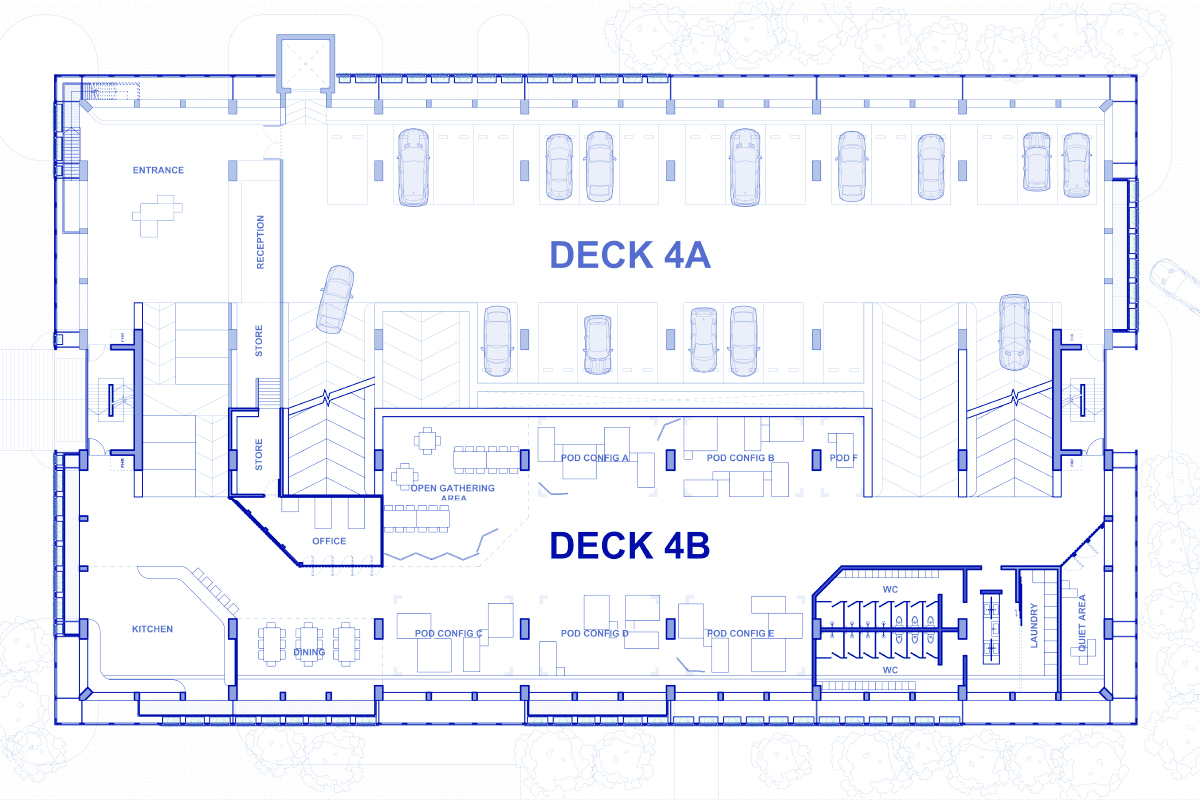 ENTRANCE
RECEPTION
DECK 4A
STORE
STORE
POD CONFIG A
POD CONFIG B
POD F
OPEN GATHERING
AREA
OFFICE
DECK 4B
WC
KITCHEN
DINING
POD CONFIG C
POD CONFIG D
POD CONFIG E
WC
LAUNDRY
QUIET AREA